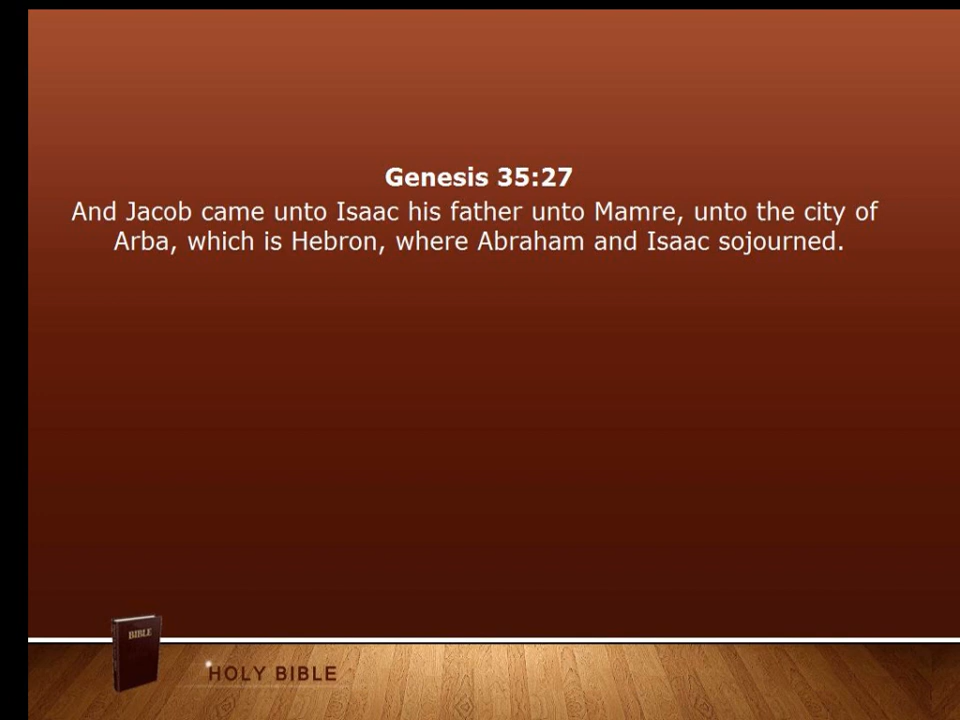 Genesis 35:27
And Jacob came unto Isaac his father unto Mamre, unto the city of
Arba, which is Hebron, where Abraham and Isaac sojourned.
BIBLE
HOLY BIBLE